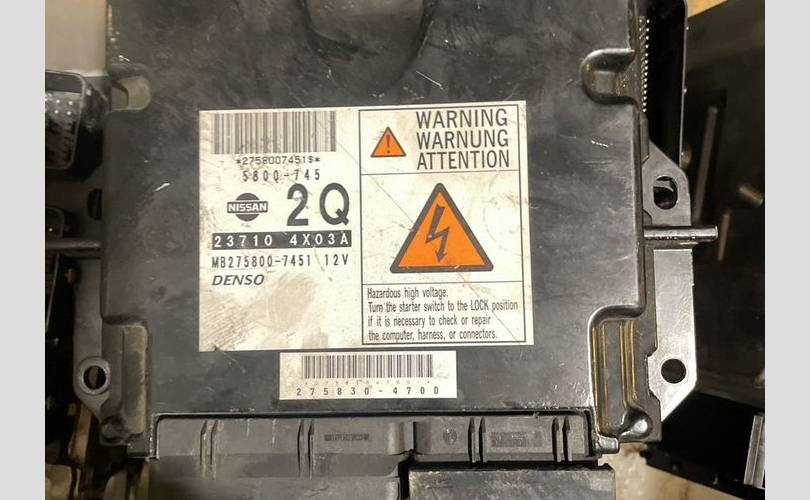 *2758007451$*
5800-745
NISSAN
2Q
23710 4X03A
MB275800-7451 12V
DENSO
WARNING
WARNUNG
ATTENTION
Hazardous high voltage.
Turn the starter switch to the LOCK position
if it is necessary to check or repair
the computer, harness, or connectors.
275830-4700